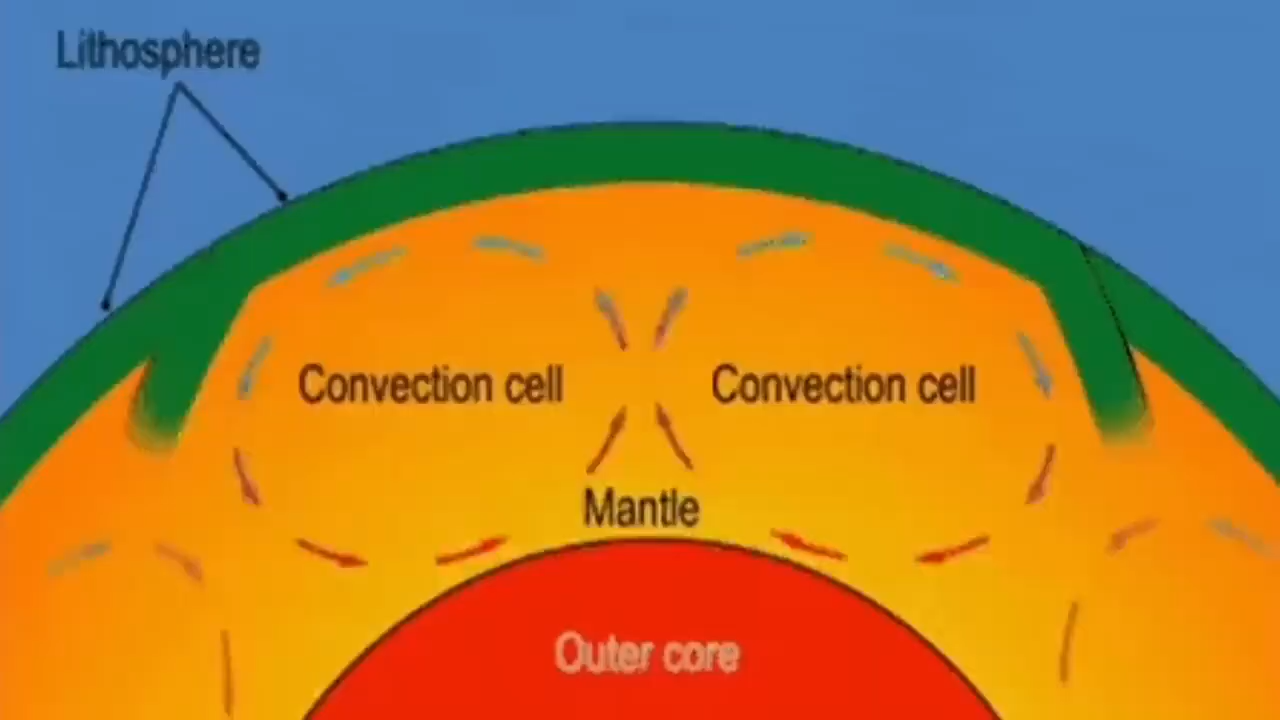 Lithosphere
Convection cell
Convection cell
Mantle
Outer core